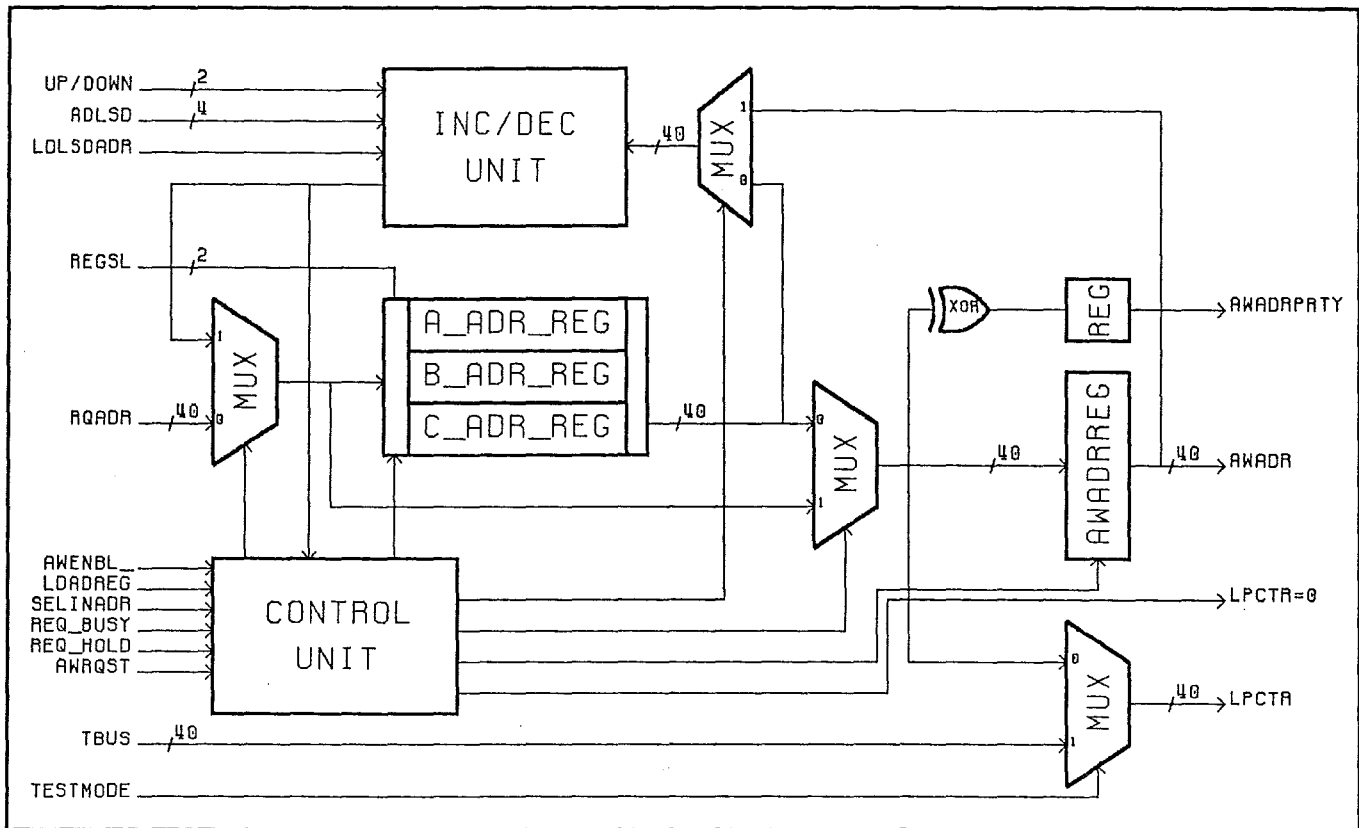 UP/DOWN
2
ADLSD
4
LDLSDADR
INC/DEC
UNIT
40
MUX
1
0
REGSL
2
MUX
1
0
RQADR
40
A_ADR_REG
B_ADR_REG
C_ADR_REG
40
MUX
0
1
XOR
REG
AWADRPRTY
40
AWADRREG
40
AWADR
AWENBL_
LDADREG
SELINADR
REQ_BUSY
REQ_HOLD
AWRQST
CONTROL
UNIT
LPCTR=0
MUX
0
1
40
LPCTR
TBUS
40
TESTMODE